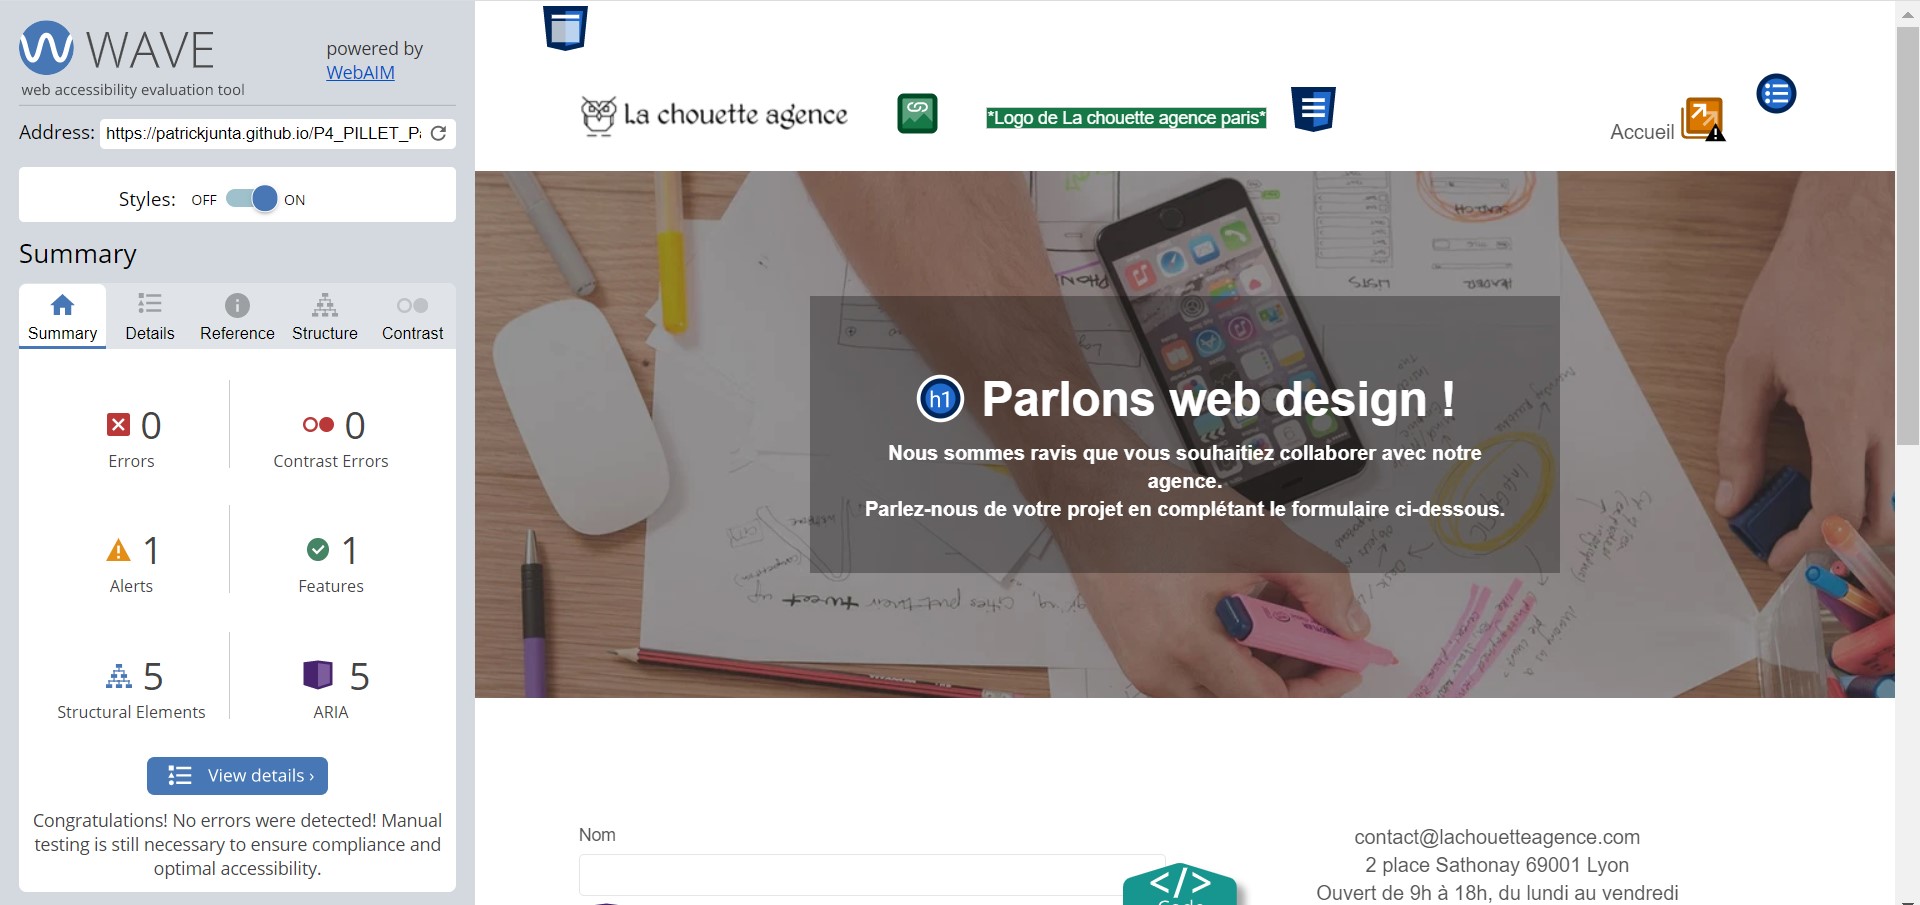 WAVE
powered by
WebAIM
web accessibility evaluation tool
Address: https://patrickjunta.github.io/P4_PILLET_P
Styles: OFF ON
Summary
Summary Details Reference Structure Contrast
0 0
Errors Contrast Errors
1 1
Alerts Features
5 5
Structural Elements ARIA
View details ›
Congratulations! No errors were detected! Manual
testing is still necessary to ensure compliance and
optimal accessibility.
La chouette agence
*Logo de La chouette agence paris*
Accueil
h1 Parlons web design !
Nous sommes ravis que vous souhaitiez collaborer avec notre
agence.
Parlez-nous de votre projet en complétant le formulaire ci-dessous.
Nom
</>
contact@lachouetteagence.com
2 place Sathonay 69001 Lyon
Ouvert de 9h à 18h, du lundi au vendredi